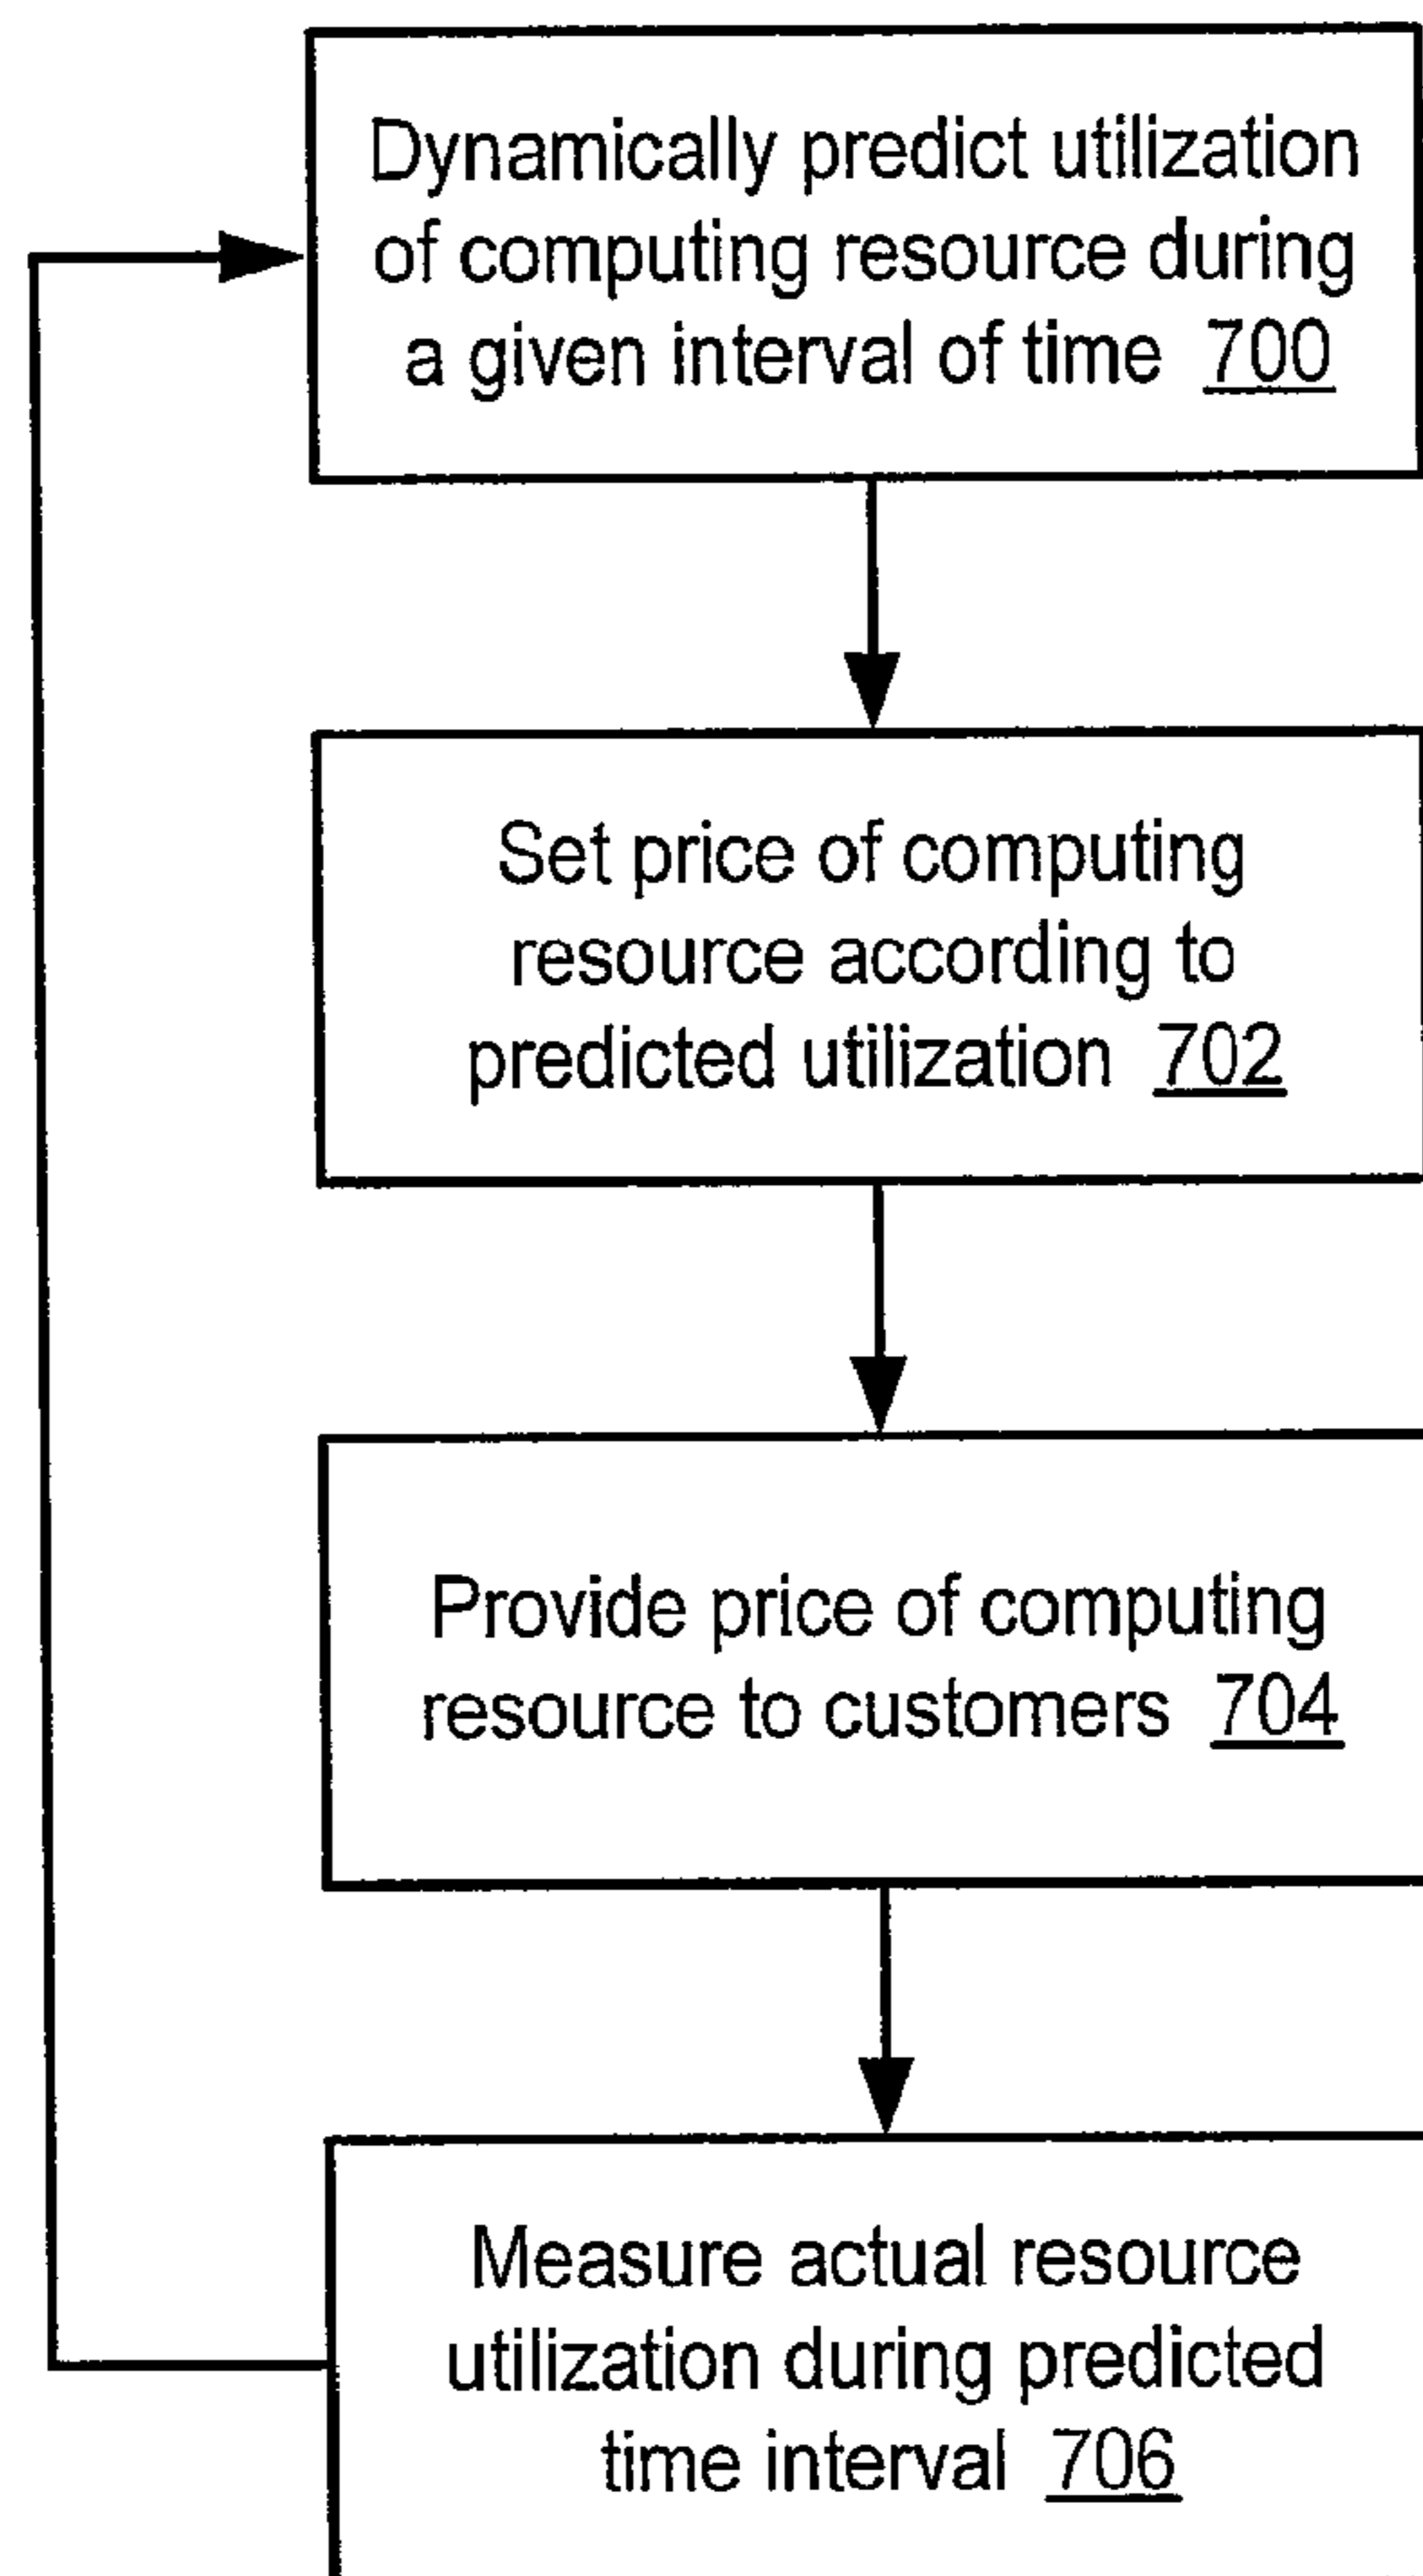 Dynamically predict utilization
of computing resource during
a given interval of time 700
Set price of computing
resource according to
predicted utilization 702
Provide price of computing
resource to customers 704
Measure actual resource
utilization during predicted
time interval 706